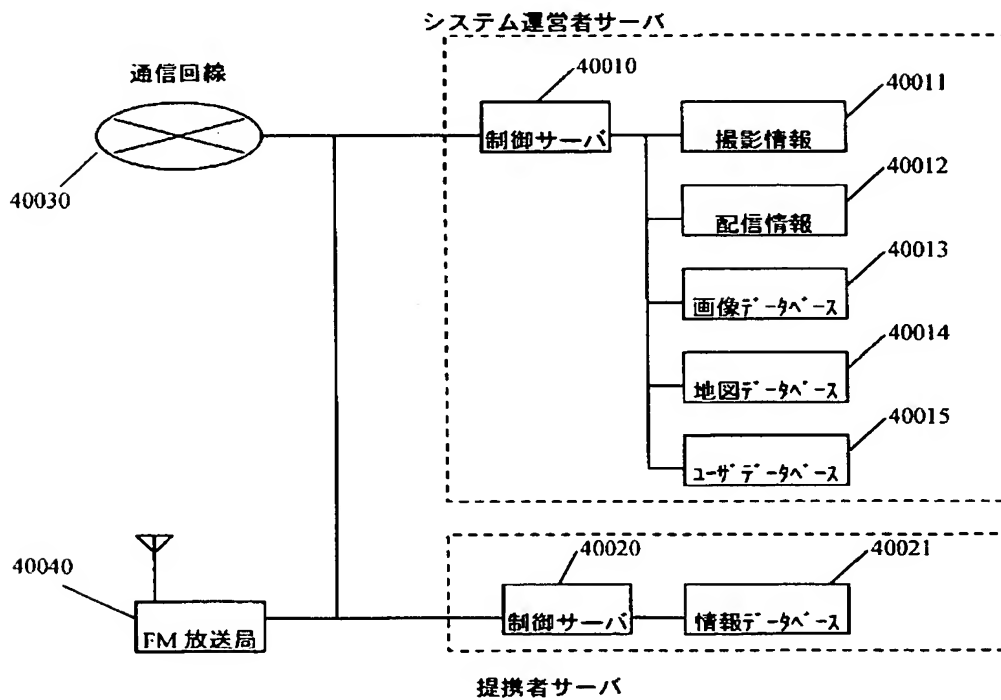 システム運営者サーバ
通信回線
40010
40011
制御サーバ
撮影情報
40030
40012
配信情報
40013
画像ﾃﾞｰﾀﾍﾞｰｽ
40014
地図ﾃﾞｰﾀﾍﾞｰｽ
40015
ﾕｰｻﾞﾃﾞｰﾀﾍﾞｰｽ
40040
FM 放送局
40020
40021
制御サーバ
情報ﾃﾞｰﾀﾍﾞｰｽ
提携者サーバ